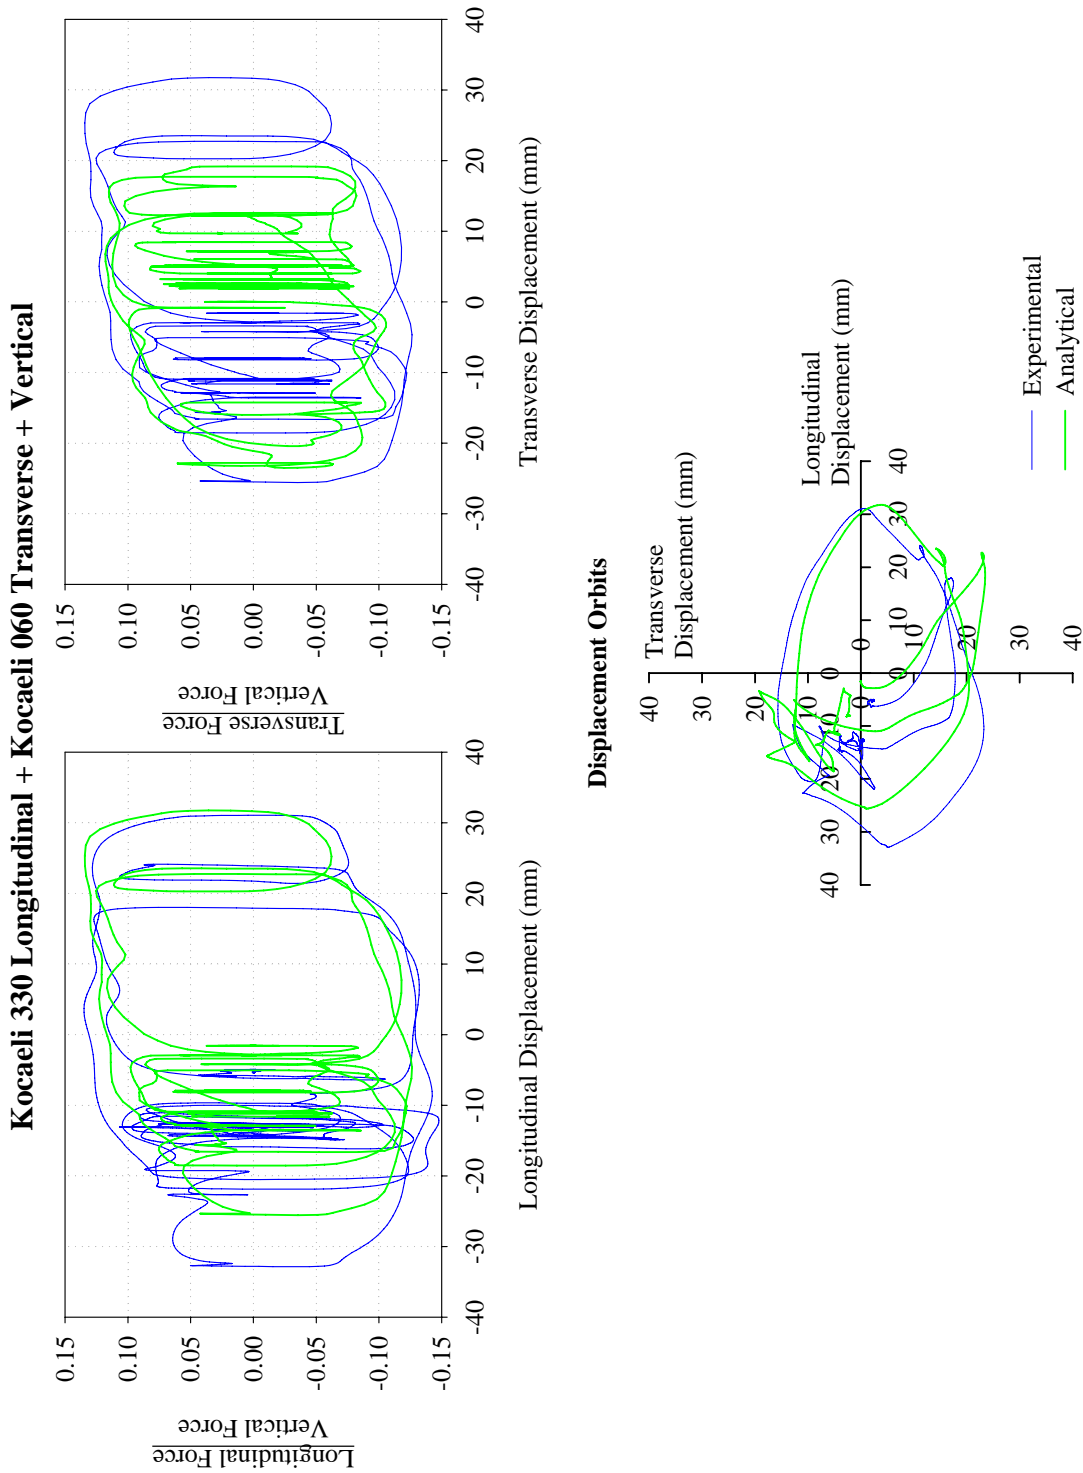 Kocaeli 330 Longitudinal + Kocaeli 060 Transverse + Vertical
Longitudinal Force
Vertical Force
0.15
0.10
0.05
0.00
-0.05
-0.10
-0.15
-40 -30 -20 -10 0 10 20 30 40
Longitudinal Displacement (mm)
Transverse Force
Vertical Force
0.15
0.10
0.05
0.00
-0.05
-0.10
-0.15
-40 -30 -20 -10 0 10 20 30 40
Transverse Displacement (mm)
Displacement Orbits
Transverse
Displacement (mm)
40
30
20
10
0
0
10
20
30
40
40 30 20 10 0 0 10 20 30 40
Longitudinal
Displacement (mm)
Experimental
Analytical